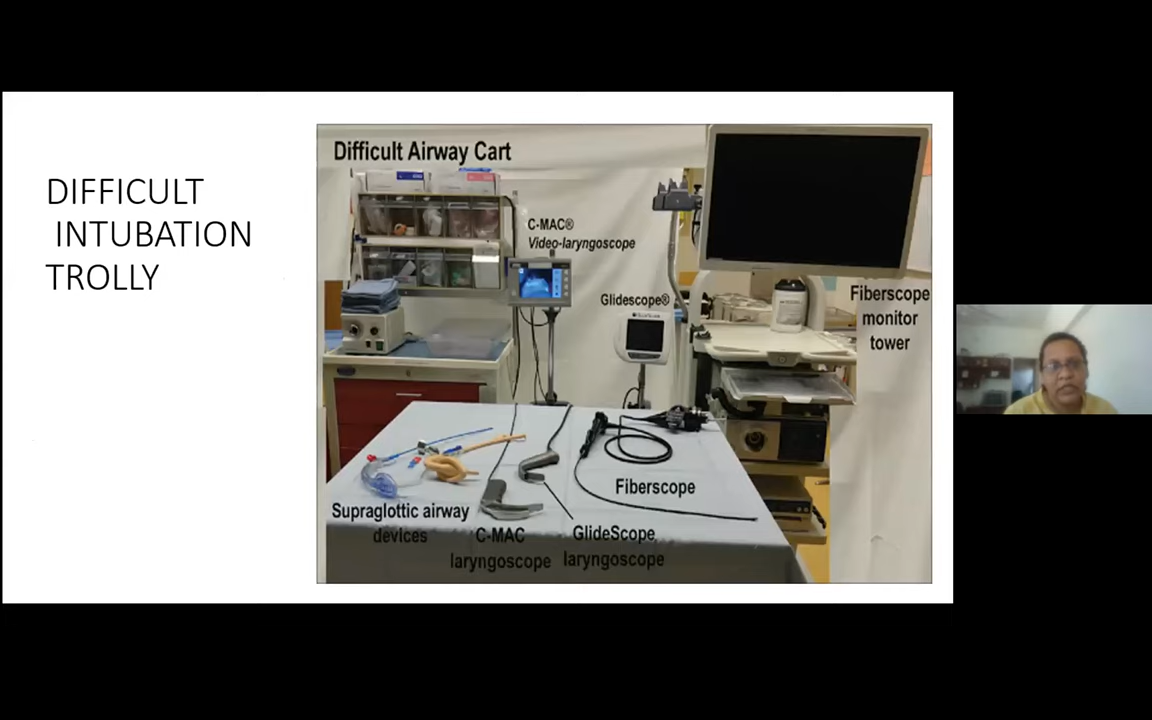 DIFFICULT
INTUBATION
TROLLY
Difficult Airway Cart
C-MAC®
Video-laryngoscope
Glidescope®
Fiberscope
monitor
tower
Fiberscope
Supraglottic airway
devices
C-MAC
laryngoscope
GlideScope
laryngoscope